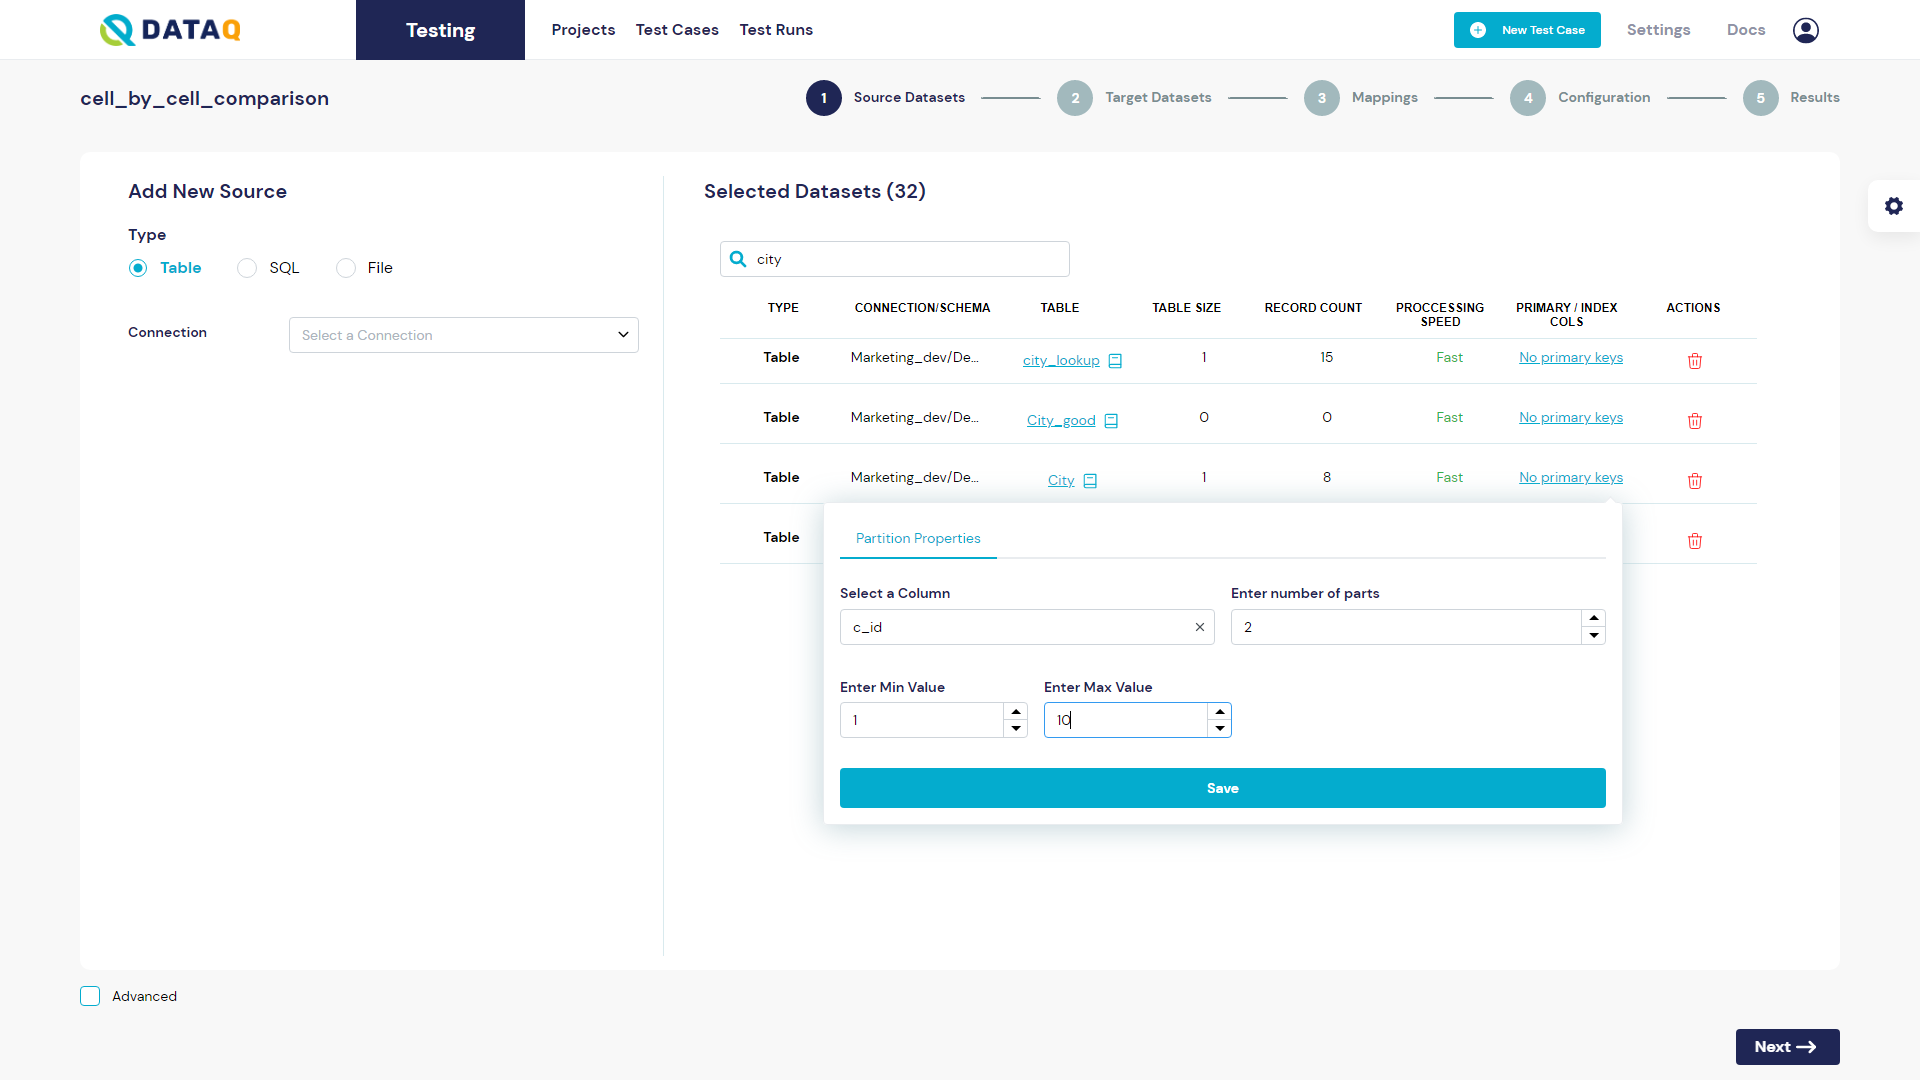 DATAQ
Testing
Projects
Test Cases
Test Runs
New Test Case
Settings
Docs
cell_by_cell_comparison
1 Source Datasets
2 Target Datasets
3 Mappings
4 Configuration
5 Results
Add New Source
Type
Table
SQL
File
Connection
Select a Connection
Selected Datasets (32)
city
TYPE CONNECTION/SCHEMA TABLE TABLE SIZE RECORD COUNT PROCCESSING SPEED PRIMARY / INDEX COLS ACTIONS
Table Marketing_dev/De... city_lookup 1 15 Fast No primary keys
Table Marketing_dev/De... City_good 0 0 Fast No primary keys
Table Marketing_dev/De... City 1 8 Fast No primary keys
Table
Partition Properties
Select a Column
c_id
Enter number of parts
2
Enter Min Value
1
Enter Max Value
10
Save
Advanced
Next